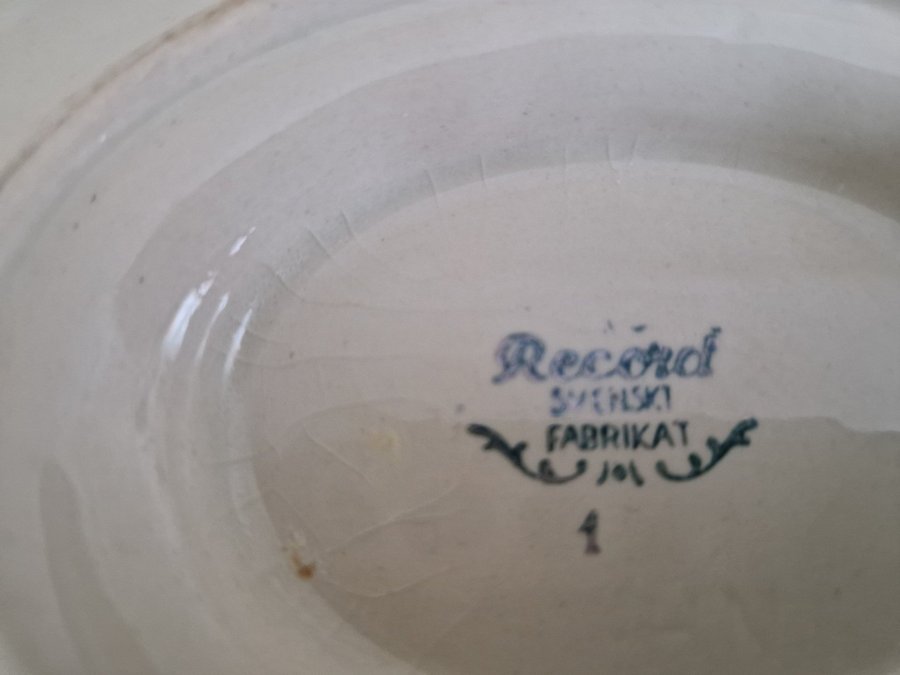 Record
SVENSKT
FABRIKAT
1